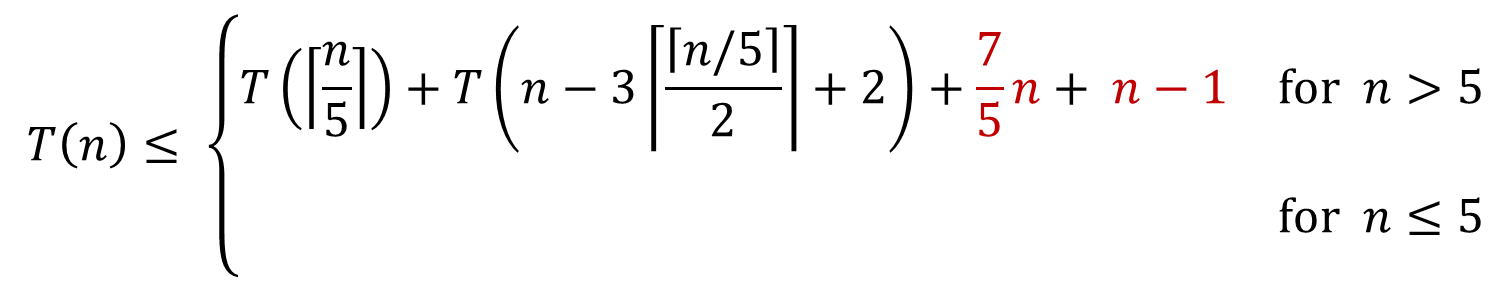 T(n) ≤ { T(⌈n/5⌉) + T(n − 3⌈⌈n/5⌉/2⌉ + 2) + 7/5 n + n − 1 for n > 5
for n ≤ 5